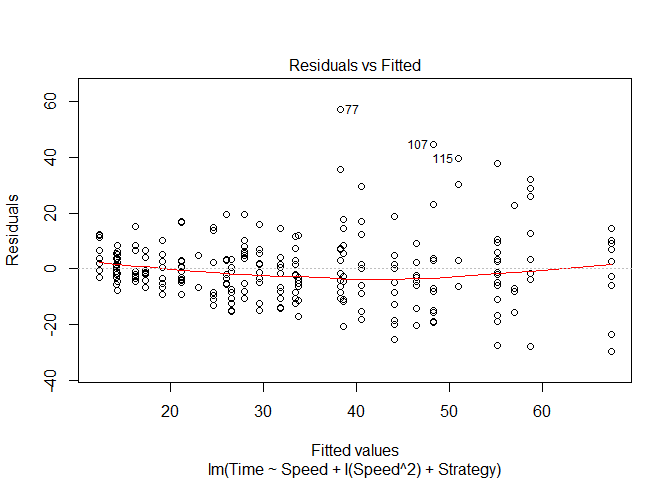 Residuals vs Fitted
Residuals
60
40
20
0
-20
-40
77
107
115
20 30 40 50 60
Fitted values
lm(Time ~ Speed + I(Speed^2) + Strategy)